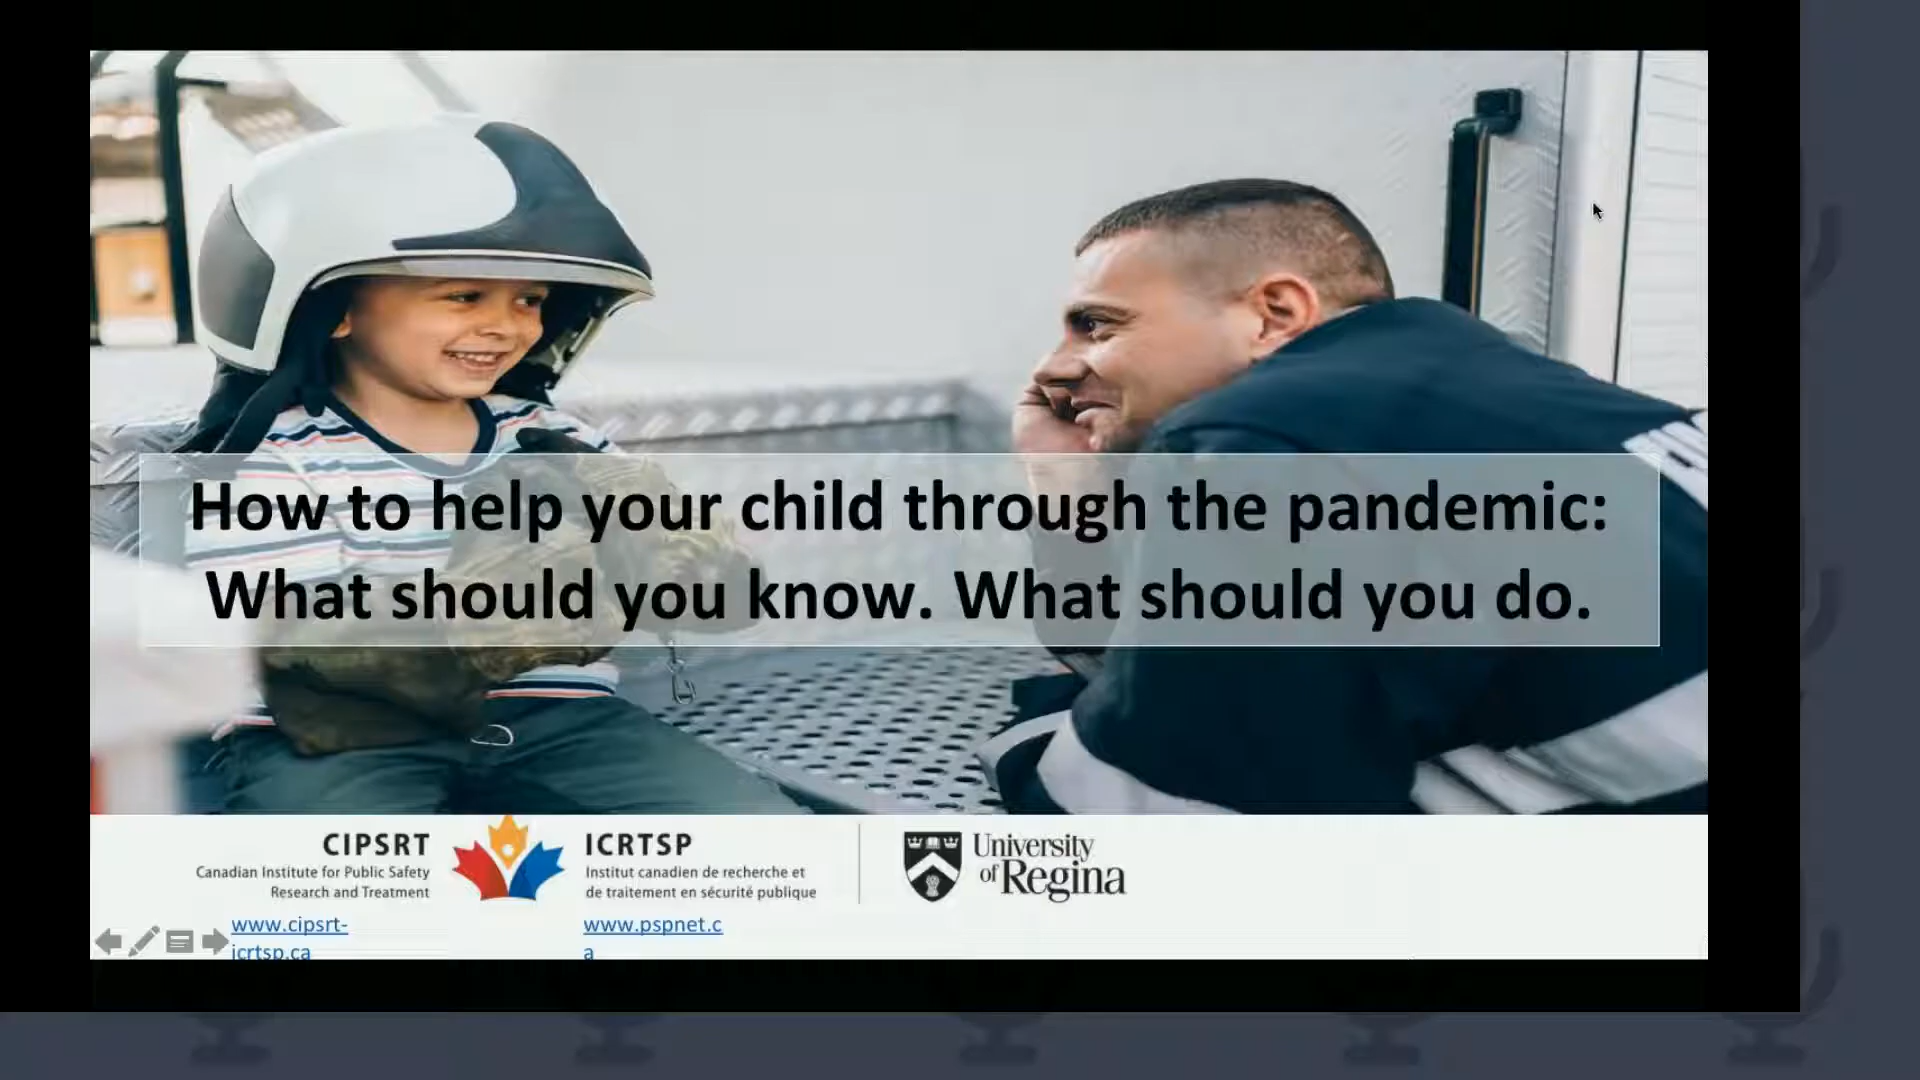 How to help your child through the pandemic:
What should you know. What should you do.
CIPSRT
Canadian Institute for Public Safety
Research and Treatment
ICRTSP
Institut canadien de recherche et
de traitement en sécurité publique
University
of Regina
www.cipsrt-
icrtsp.ca
www.pspnet.c
a